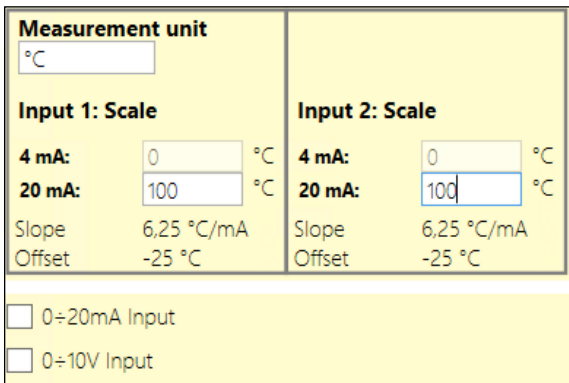 Measurement unit
°C
Input 1: Scale
4 mA: 0 °C
20 mA: 100 °C
Slope 6,25 °C/mA
Offset -25 °C
Input 2: Scale
4 mA: 0 °C
20 mA: 100 °C
Slope 6,25 °C/mA
Offset -25 °C
0÷20mA Input
0÷10V Input